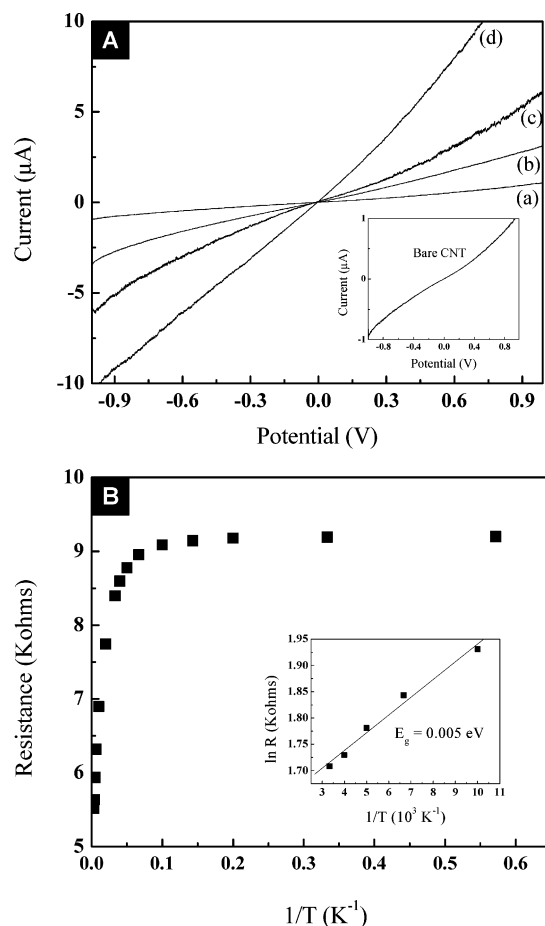 A
10
5
0
-5
-10
Current (μA)
(d)
(c)
(b)
(a)
1
0
-1
Current (μA)
Bare CNT
-0.8 -0.4 0.0 0.4 0.8
Potential (V)
-0.9 -0.6 -0.3 0.0 0.3 0.6 0.9
Potential (V)
B
10
9
8
7
6
5
Resistance (Kohms)
1.95
1.90
1.85
1.80
1.75
1.70
ln R (Kohms)
Eg = 0.005 eV
3 4 5 6 7 8 9 10 11
1/T (10³ K⁻¹)
0.0 0.1 0.2 0.3 0.4 0.5 0.6
1/T (K⁻¹)